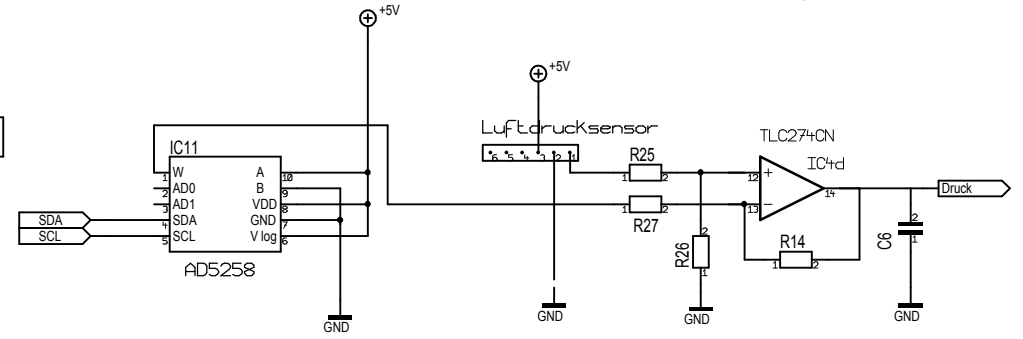 +5V
+5V
Luftdrucksensor
6 5 4 3 2 1
TLC274CN
IC4d
IC11
W
1
AD0
2
AD1
3
SDA
4
SCL
5
A
10
B
9
VDD
8
GND
7
V log
6
AD5258
SDA
SCL
R25
1 2
R27
1 2
R26
2
1
12 +
13 −
14
R14
1 2
C6
2
1
Druck
GND
GND
GND
GND